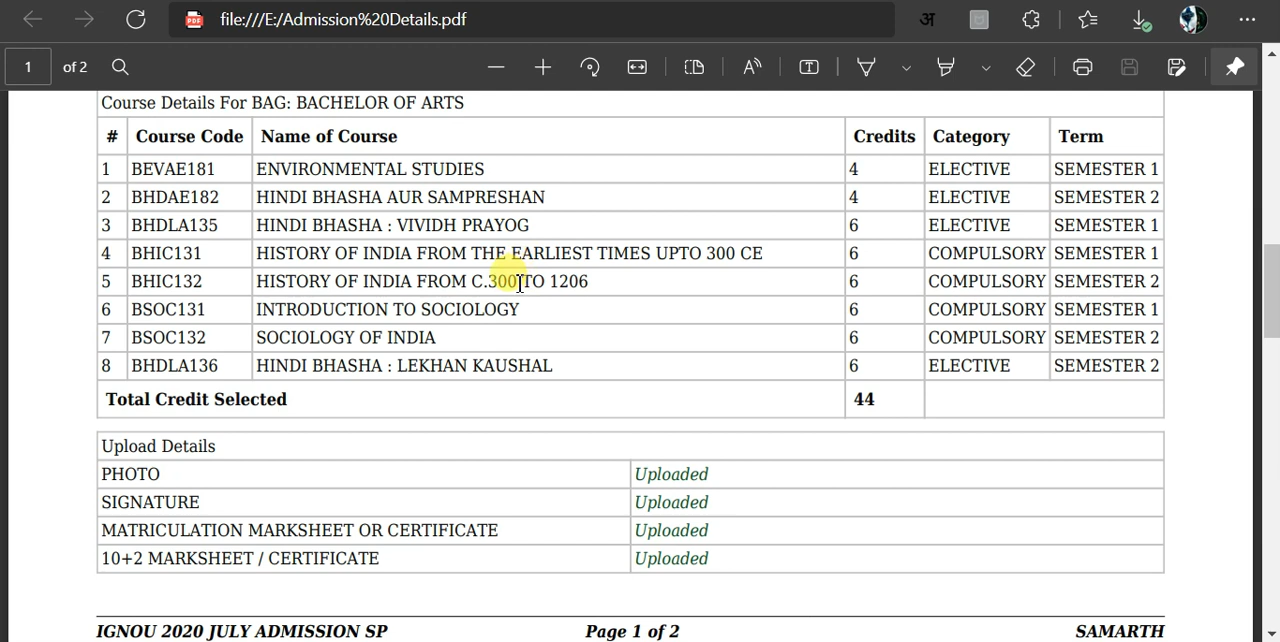 file:///E:/Admission%20Details.pdf
अ
1 of 2
Course Details For BAG: BACHELOR OF ARTS
# Course Code Name of Course Credits Category Term
1 BEVAE181 ENVIRONMENTAL STUDIES 4 ELECTIVE SEMESTER 1
2 BHDAE182 HINDI BHASHA AUR SAMPRESHAN 4 ELECTIVE SEMESTER 2
3 BHDLA135 HINDI BHASHA : VIVIDH PRAYOG 6 ELECTIVE SEMESTER 1
4 BHIC131 HISTORY OF INDIA FROM THE EARLIEST TIMES UPTO 300 CE 6 COMPULSORY SEMESTER 1
5 BHIC132 HISTORY OF INDIA FROM C.300 TO 1206 6 COMPULSORY SEMESTER 2
6 BSOC131 INTRODUCTION TO SOCIOLOGY 6 COMPULSORY SEMESTER 1
7 BSOC132 SOCIOLOGY OF INDIA 6 COMPULSORY SEMESTER 2
8 BHDLA136 HINDI BHASHA : LEKHAN KAUSHAL 6 ELECTIVE SEMESTER 2
Total Credit Selected 44
Upload Details
PHOTO Uploaded
SIGNATURE Uploaded
MATRICULATION MARKSHEET OR CERTIFICATE Uploaded
10+2 MARKSHEET / CERTIFICATE Uploaded
IGNOU 2020 JULY ADMISSION SP Page 1 of 2 SAMARTH